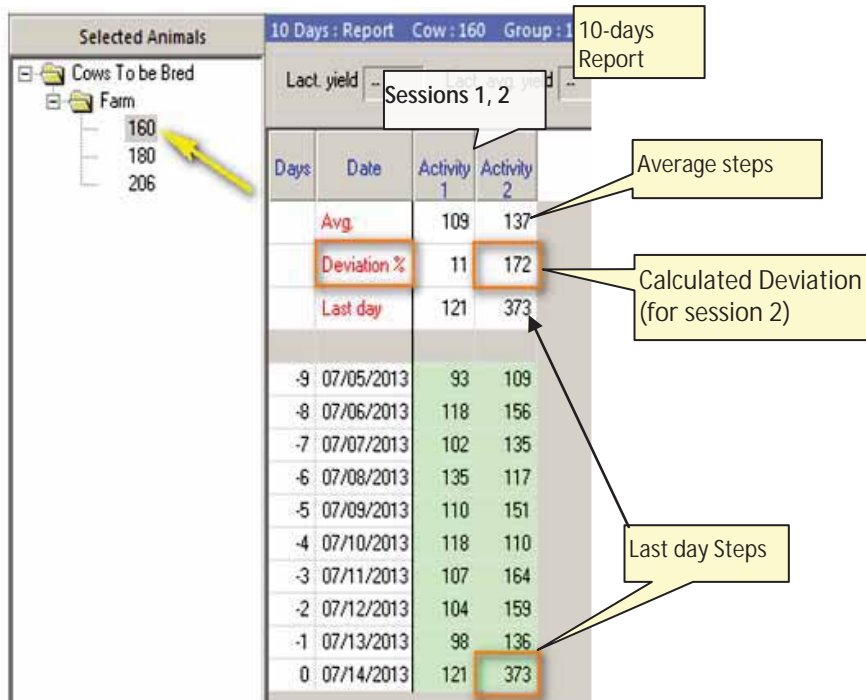 Selected Animals
Cows To be Bred
Farm
160
180
206
10 Days : Report Cow : 160 Group : 1
10-days
Report
Lact. yield -- Lact. avg. yield --
Sessions 1, 2
Days Date Activity 1 Activity 2
Avg. 109 137
Deviation % 11 172
Last day 121 373
-9 07/05/2013 93 109
-8 07/06/2013 118 156
-7 07/07/2013 102 135
-6 07/08/2013 135 117
-5 07/09/2013 110 151
-4 07/10/2013 118 110
-3 07/11/2013 107 164
-2 07/12/2013 104 159
-1 07/13/2013 98 136
0 07/14/2013 121 373
Average steps
Calculated Deviation
(for session 2)
Last day Steps